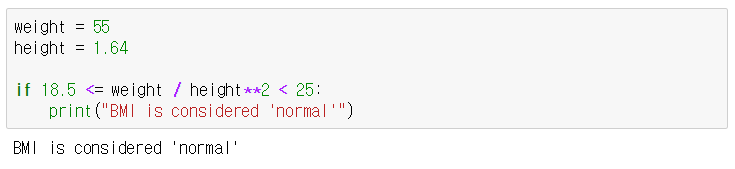 weight = 55
height = 1.64
if 18.5 <= weight / height**2 < 25:
print("BMI is considered 'normal'")
BMI is considered 'normal'